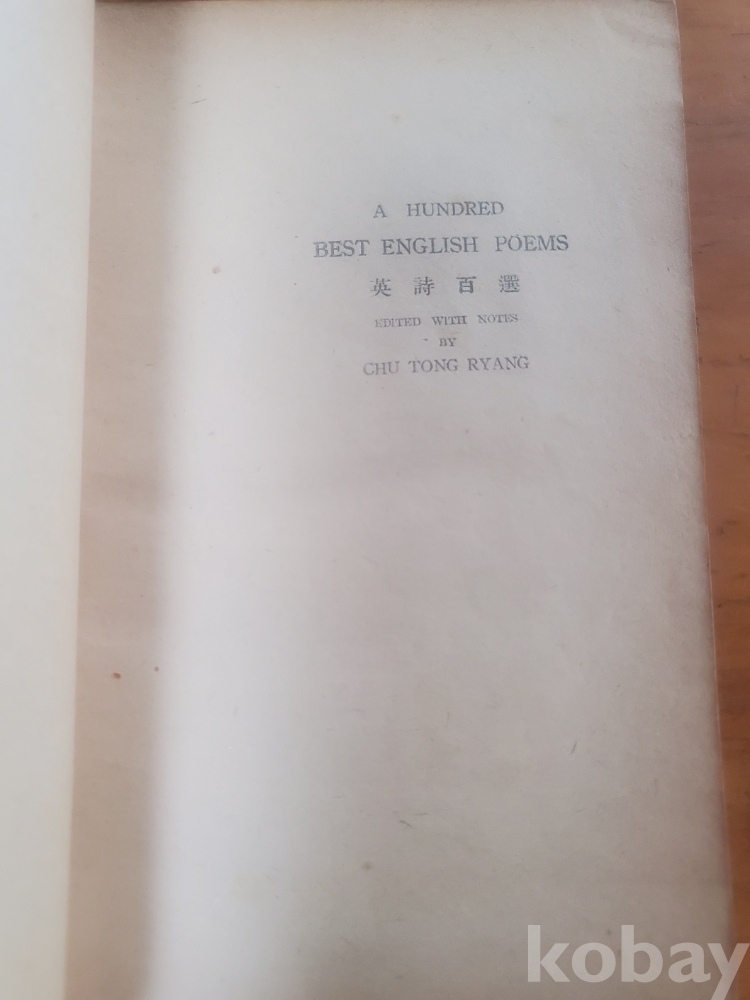 A HUNDRED
BEST ENGLISH POEMS
英詩百選
EDITED WITH NOTES
BY
CHU TONG RYANG
kobay